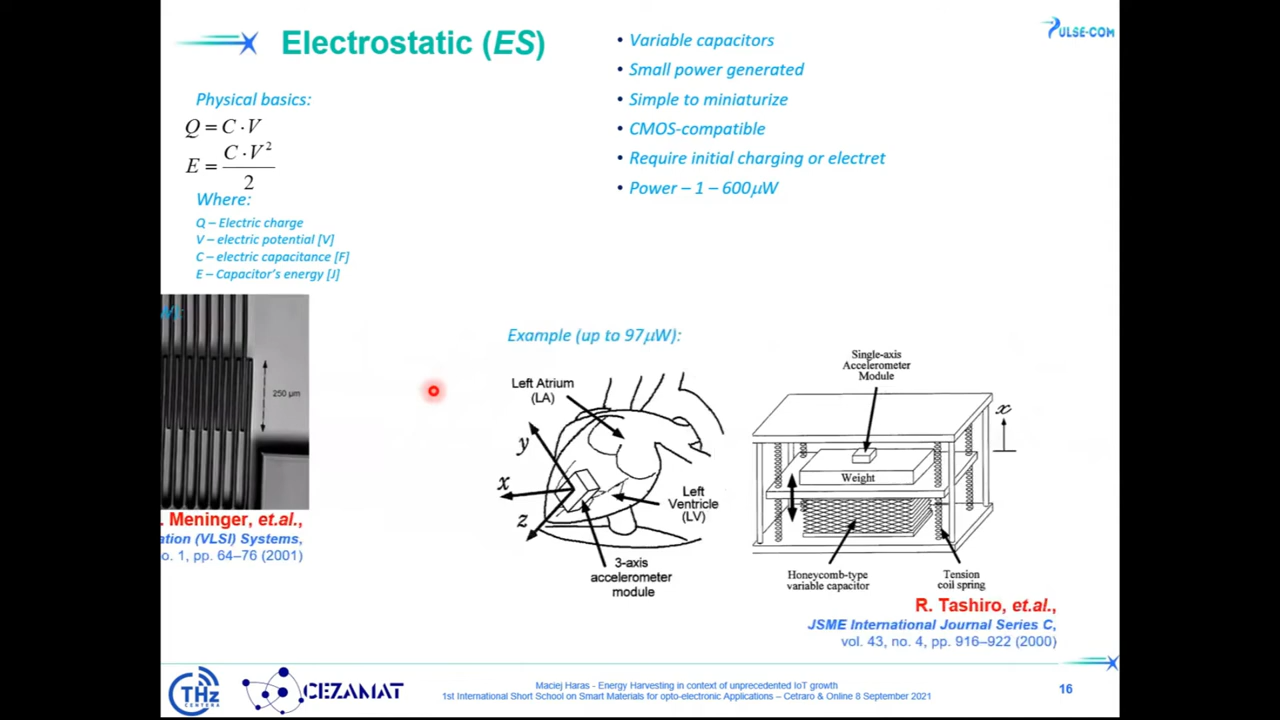 Electrostatic (ES)
PULSE-COM
Physical basics:
Q = C · V
E = C · V² / 2
Where:
Q – Electric charge
V – electric potential [V]
C – electric capacitance [F]
E – Capacitor's energy [J]
• Variable capacitors
• Small power generated
• Simple to miniaturize
• CMOS-compatible
• Require initial charging or electret
• Power – 1 – 600µW
250 µm
. Meninger, et.al.,
ation (VLSI) Systems,
o. 1, pp. 64–76 (2001)
Example (up to 97µW):
Left Atrium
(LA)
y
x
z
Left
Ventricle
(LV)
3-axis
accelerometer
module
Single-axis
Accelerometer
Module
x
Weight
Honeycomb-type
variable capacitor
Tension
coil spring
R. Tashiro, et.al.,
JSME International Journal Series C,
vol. 43, no. 4, pp. 916–922 (2000)
THz
CENTERA
CEZAMAT
Maciej Haras - Energy Harvesting in context of unprecedented IoT growth
1st International Short School on Smart Materials for opto-electronic Applications – Cetraro & Online 8 September 2021
16